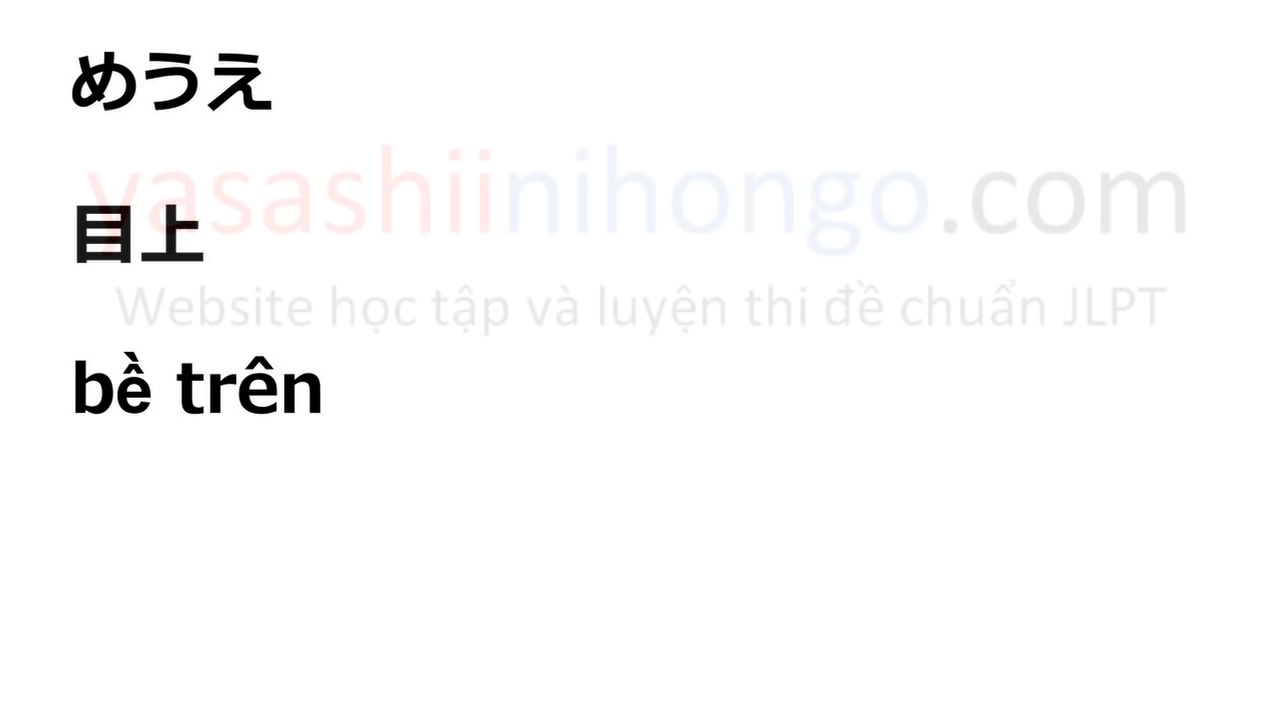 めうえ
yasashiinihongo.com
目上
Website học tập và luyện thi đề chuẩn JLPT
bề trên